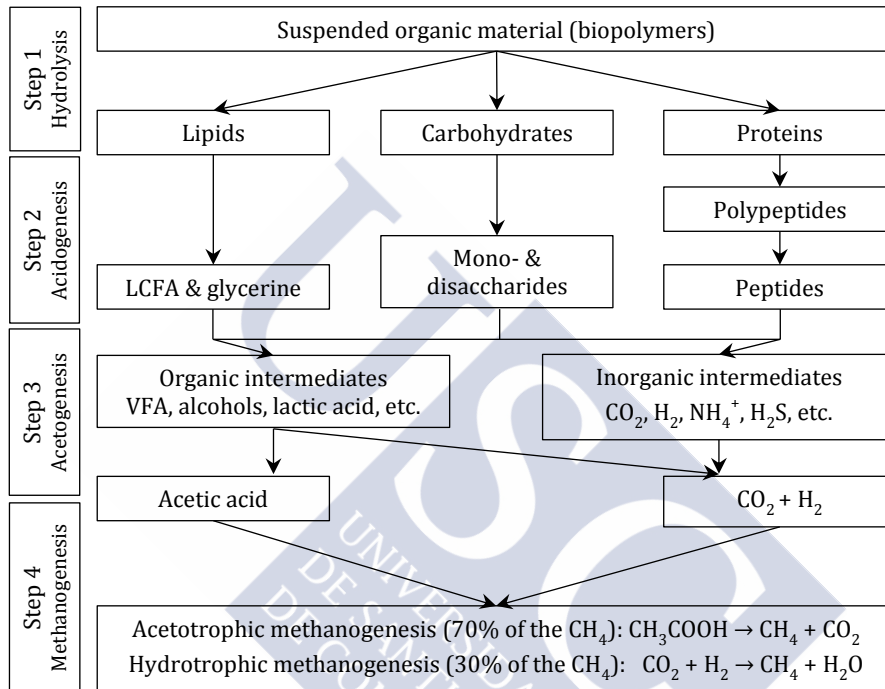 Suspended organic material (biopolymers)
Step 1
Hydrolysis
Lipids
Carbohydrates
Proteins
Step 2
Acidogenesis
Polypeptides
LCFA & glycerine
Mono- &
disaccharides
Peptides
Step 3
Acetogenesis
Organic intermediates
VFA, alcohols, lactic acid, etc.
Inorganic intermediates
CO₂, H₂, NH₄⁺, H₂S, etc.
Acetic acid
CO₂ + H₂
Step 4
Methanogenesis
Acetotrophic methanogenesis (70% of the CH₄): CH₃COOH → CH₄ + CO₂
Hydrotrophic methanogenesis (30% of the CH₄): CO₂ + H₂ → CH₄ + H₂O
USC